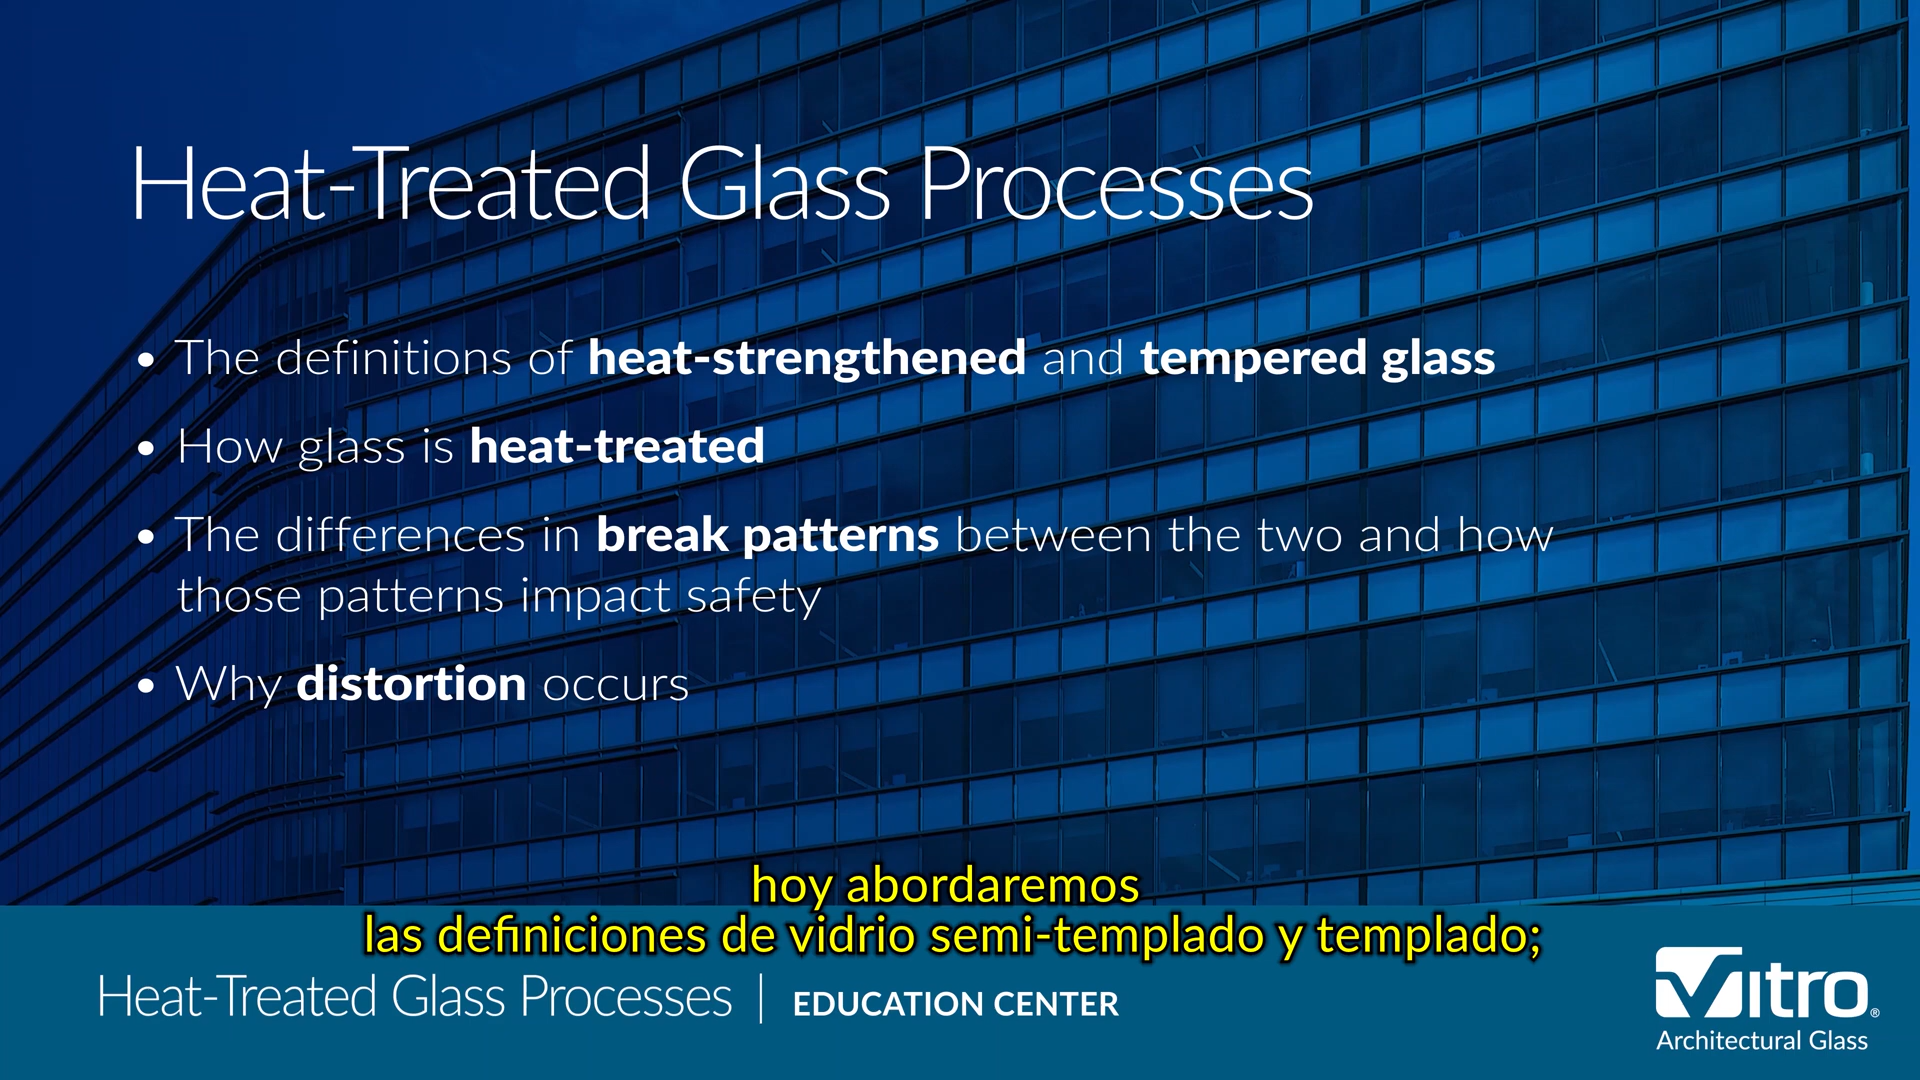 Heat-Treated Glass Processes
• The definitions of heat-strengthened and tempered glass
• How glass is heat-treated
• The differences in break patterns between the two and how
those patterns impact safety
• Why distortion occurs
hoy abordaremos
las definiciones de vidrio semi-templado y templado;
Heat-Treated Glass Processes | EDUCATION CENTER
Vitro®
Architectural Glass